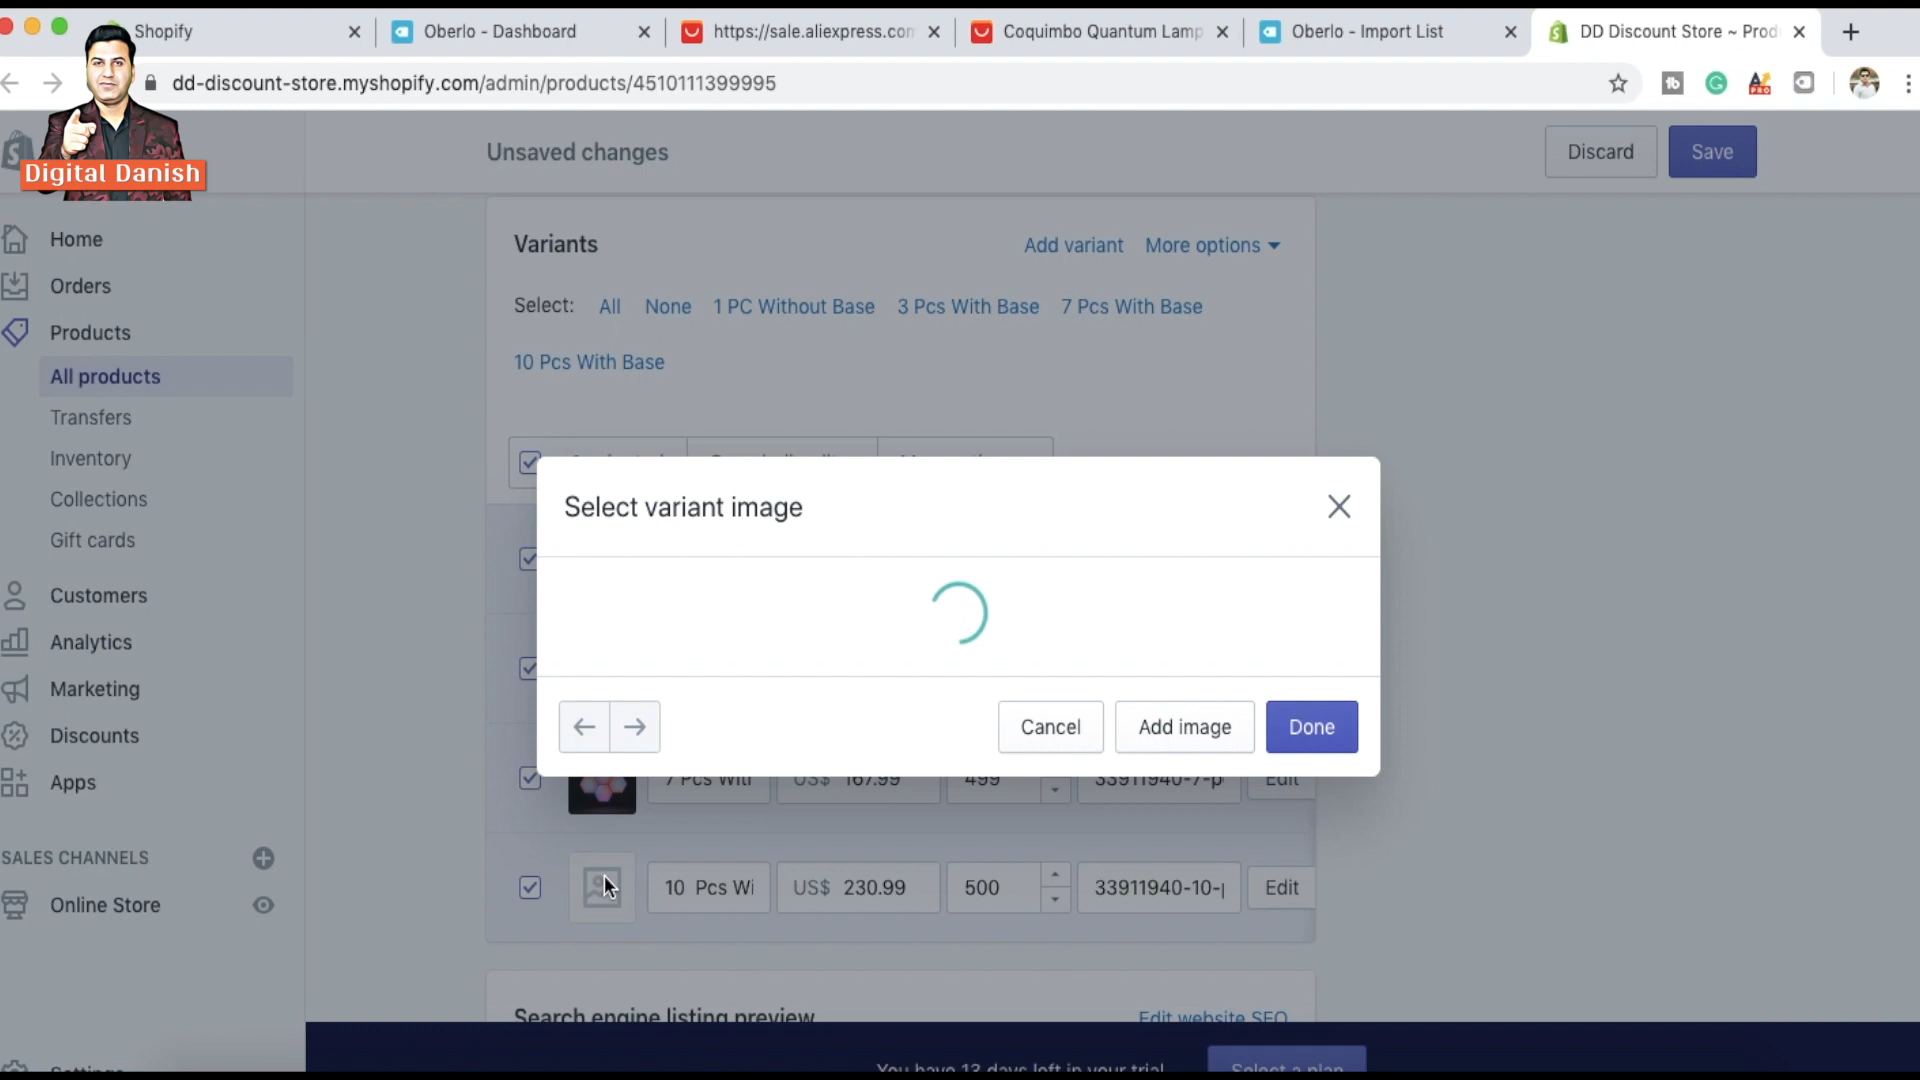 Shopify
Oberlo - Dashboard
https://sale.aliexpress.com
Coquimbo Quantum Lamp
Oberlo - Import List
DD Discount Store ~ Prod
dd-discount-store.myshopify.com/admin/products/4510111399995
Digital Danish
Unsaved changes
Discard
Save
Home
Orders
Products
All products
Transfers
Inventory
Collections
Gift cards
Customers
Analytics
Marketing
Discounts
Apps
SALES CHANNELS
Online Store
Settings
Variants
Add variant
More options
Select: All None 1 PC Without Base 3 Pcs With Base 7 Pcs With Base
10 Pcs With Base
Select variant image
Cancel
Add image
Done
7 Pcs Wit US$ 167.99 499 33911940-7-p Edit
10 Pcs Wi US$ 230.99 500 33911940-10-p Edit
Search engine listing preview
Edit website SEO
You have 13 days left in your trial
Select a plan